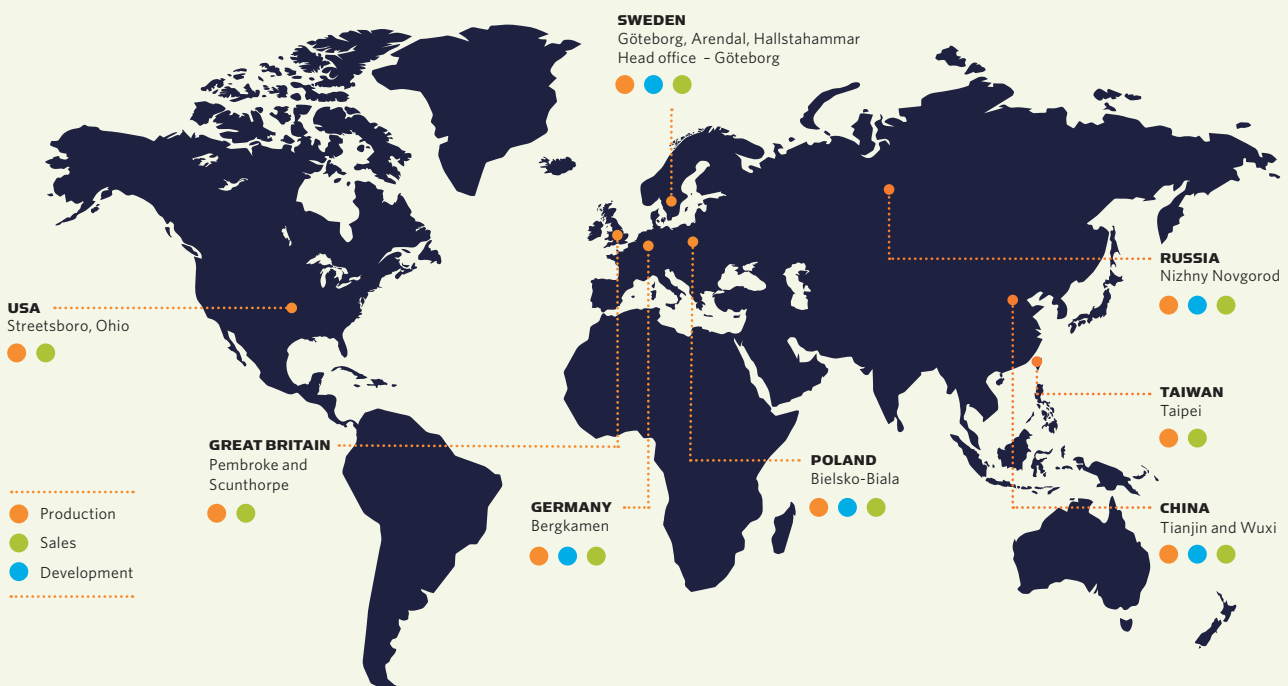 SWEDEN
Göteborg, Arendal, Hallstahammar
Head office – Göteborg
RUSSIA
Nizhny Novgorod
USA
Streetsboro, Ohio
TAIWAN
Taipei
GREAT BRITAIN
Pembroke and
Scunthorpe
POLAND
Bielsko-Biala
GERMANY
Bergkamen
CHINA
Tianjin and Wuxi
Production
Sales
Development